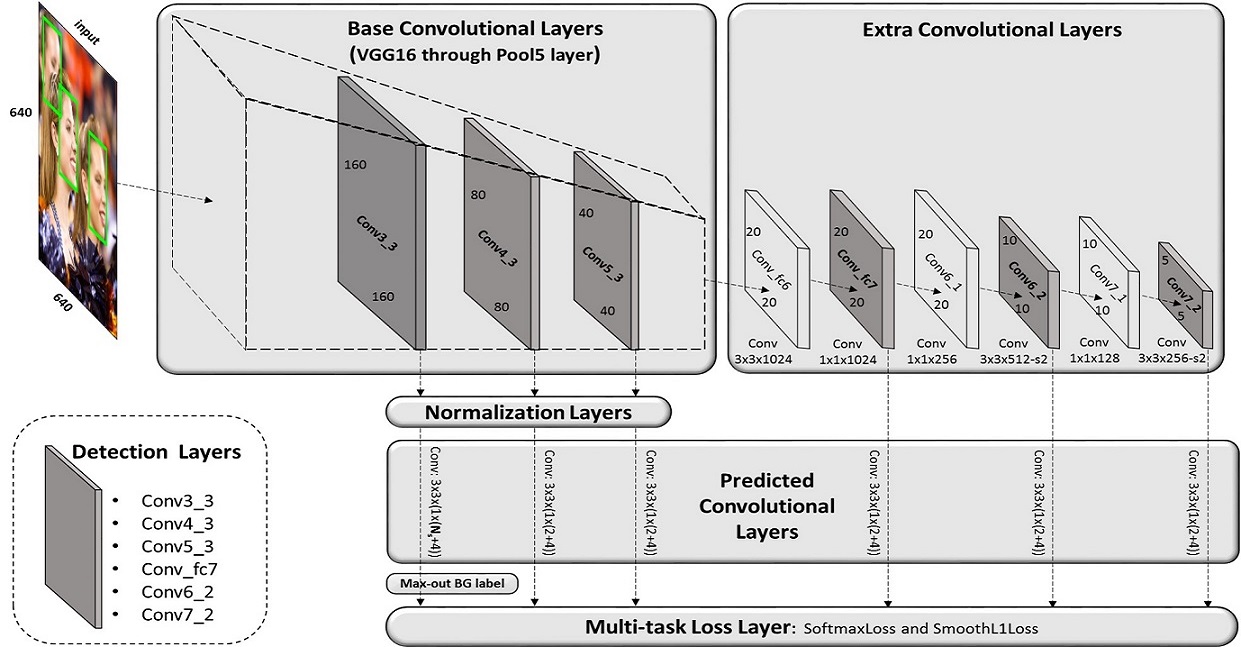 input
640
640
Base Convolutional Layers
(VGG16 through Pool5 layer)
160
Conv3_3
160
80
Conv4_3
80
40
Conv5_3
40
Extra Convolutional Layers
20
Conv_fc6
20
Conv
3x3x1024
20
Conv_fc7
20
Conv
1x1x1024
20
Conv6_1
20
Conv
1x1x256
10
Conv6_2
10
Conv
3x3x512-s2
10
Conv7_1
10
Conv
1x1x128
5
Conv7_2
5
Conv
3x3x256-s2
Normalization Layers
Conv: 3x3x(1x(Ns+4))
Conv: 3x3x(1x(2+4))
Conv: 3x3x(1x(2+4))
Predicted
Convolutional
Layers
Conv: 3x3x(1x(2+4))
Conv: 3x3x(1x(2+4))
Conv: 3x3x(1x(2+4))
Max-out BG label
Multi-task Loss Layer: SoftmaxLoss and SmoothL1Loss
Detection Layers
• Conv3_3
• Conv4_3
• Conv5_3
• Conv_fc7
• Conv6_2
• Conv7_2